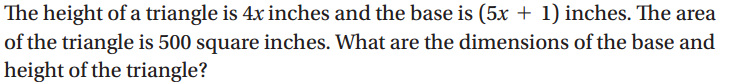 The height of a triangle is 4x inches and the base is (5x + 1) inches. The area
of the triangle is 500 square inches. What are the dimensions of the base and
height of the triangle?